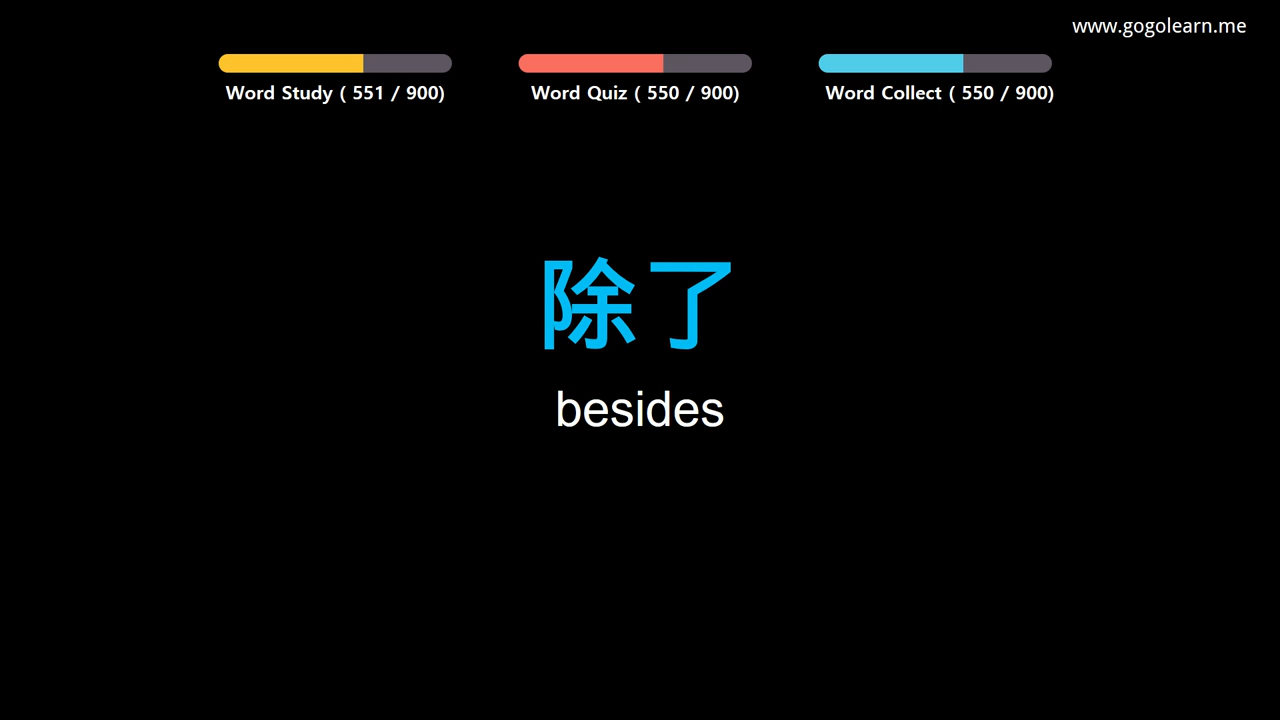 www.gogolearn.me
Word Study ( 551 / 900)
Word Quiz ( 550 / 900)
Word Collect ( 550 / 900)
除了
besides